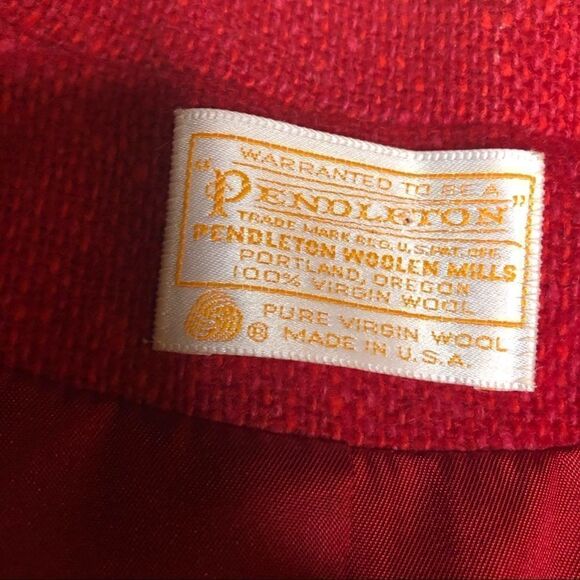 WARRANTED TO BE A
"PENDLETON"
TRADE MARK REG. U.S. PAT. OFF.
PENDLETON WOOLEN MILLS
PORTLAND, OREGON
100% VIRGIN WOOL
PURE VIRGIN WOOL
® MADE IN U.S.A.